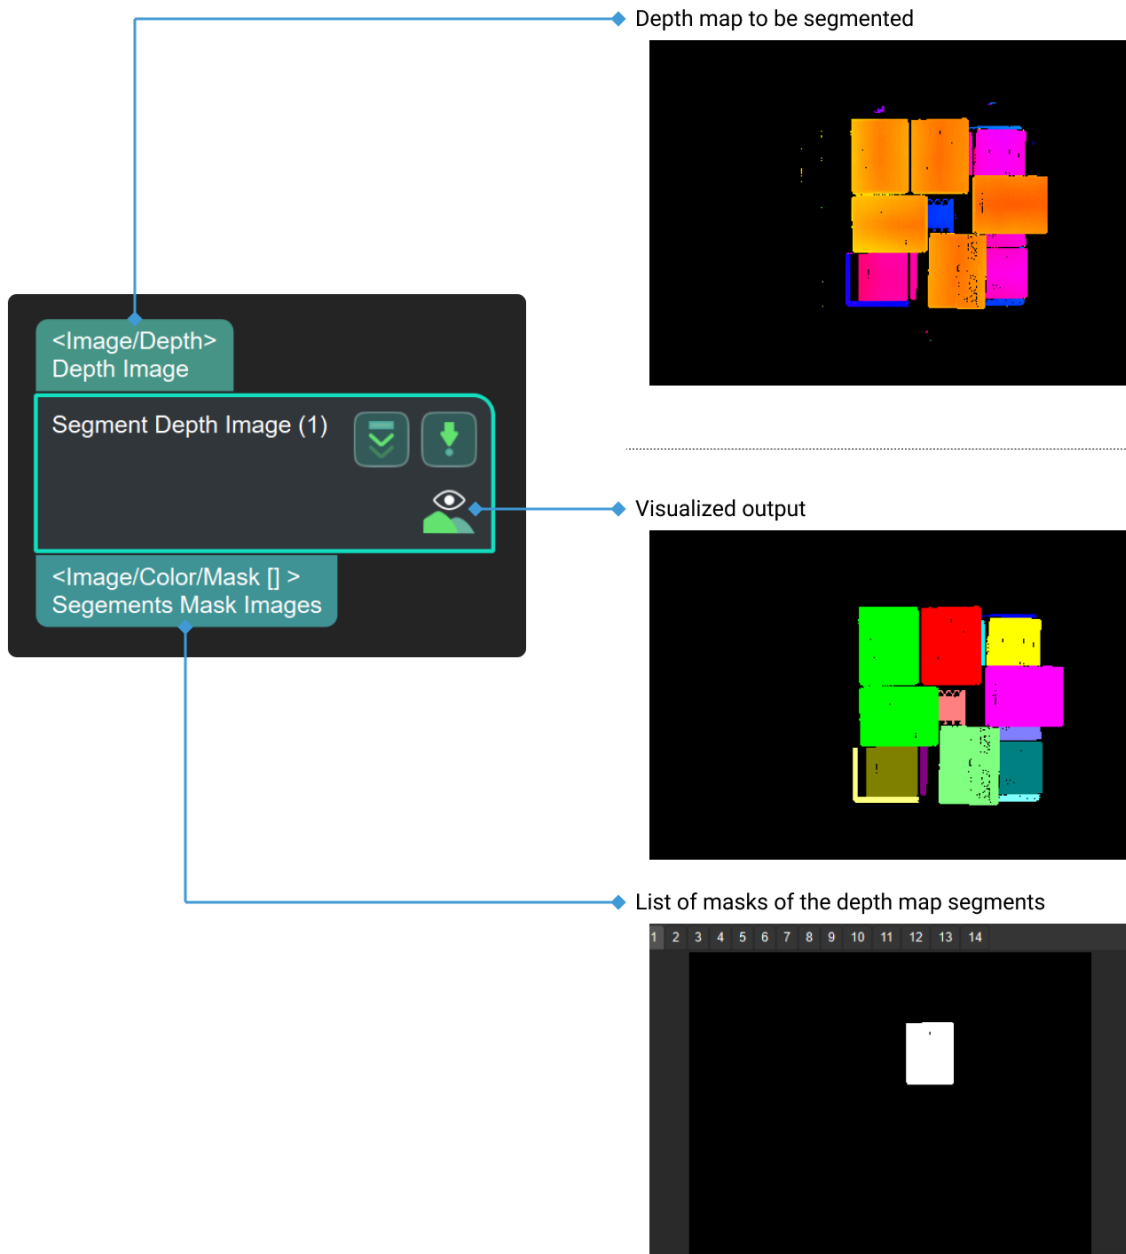 Depth map to be segmented
<Image/Depth>
Depth Image
Segment Depth Image (1)
Visualized output
<Image/Color/Mask [] >
Segements Mask Images
List of masks of the depth map segments
1 2 3 4 5 6 7 8 9 10 11 12 13 14